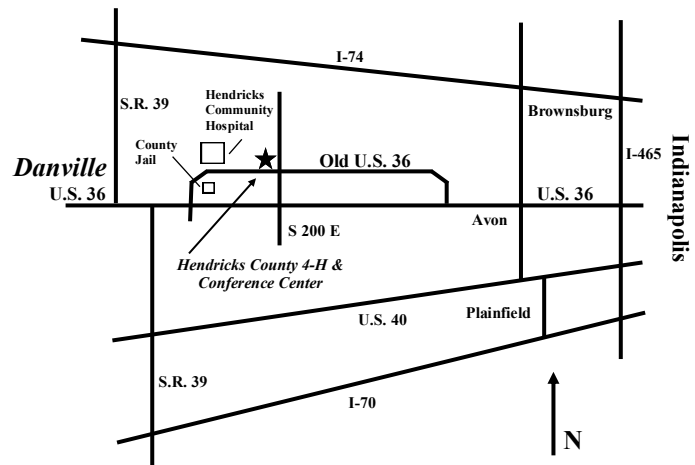 I-74
S.R. 39
Hendricks
Community
Hospital
Brownsburg
County
Jail
I-465
Indianapolis
Danville
Old U.S. 36
U.S. 36
U.S. 36
S 200 E
Avon
Hendricks County 4-H &
Conference Center
Plainfield
U.S. 40
S.R. 39
I-70
N